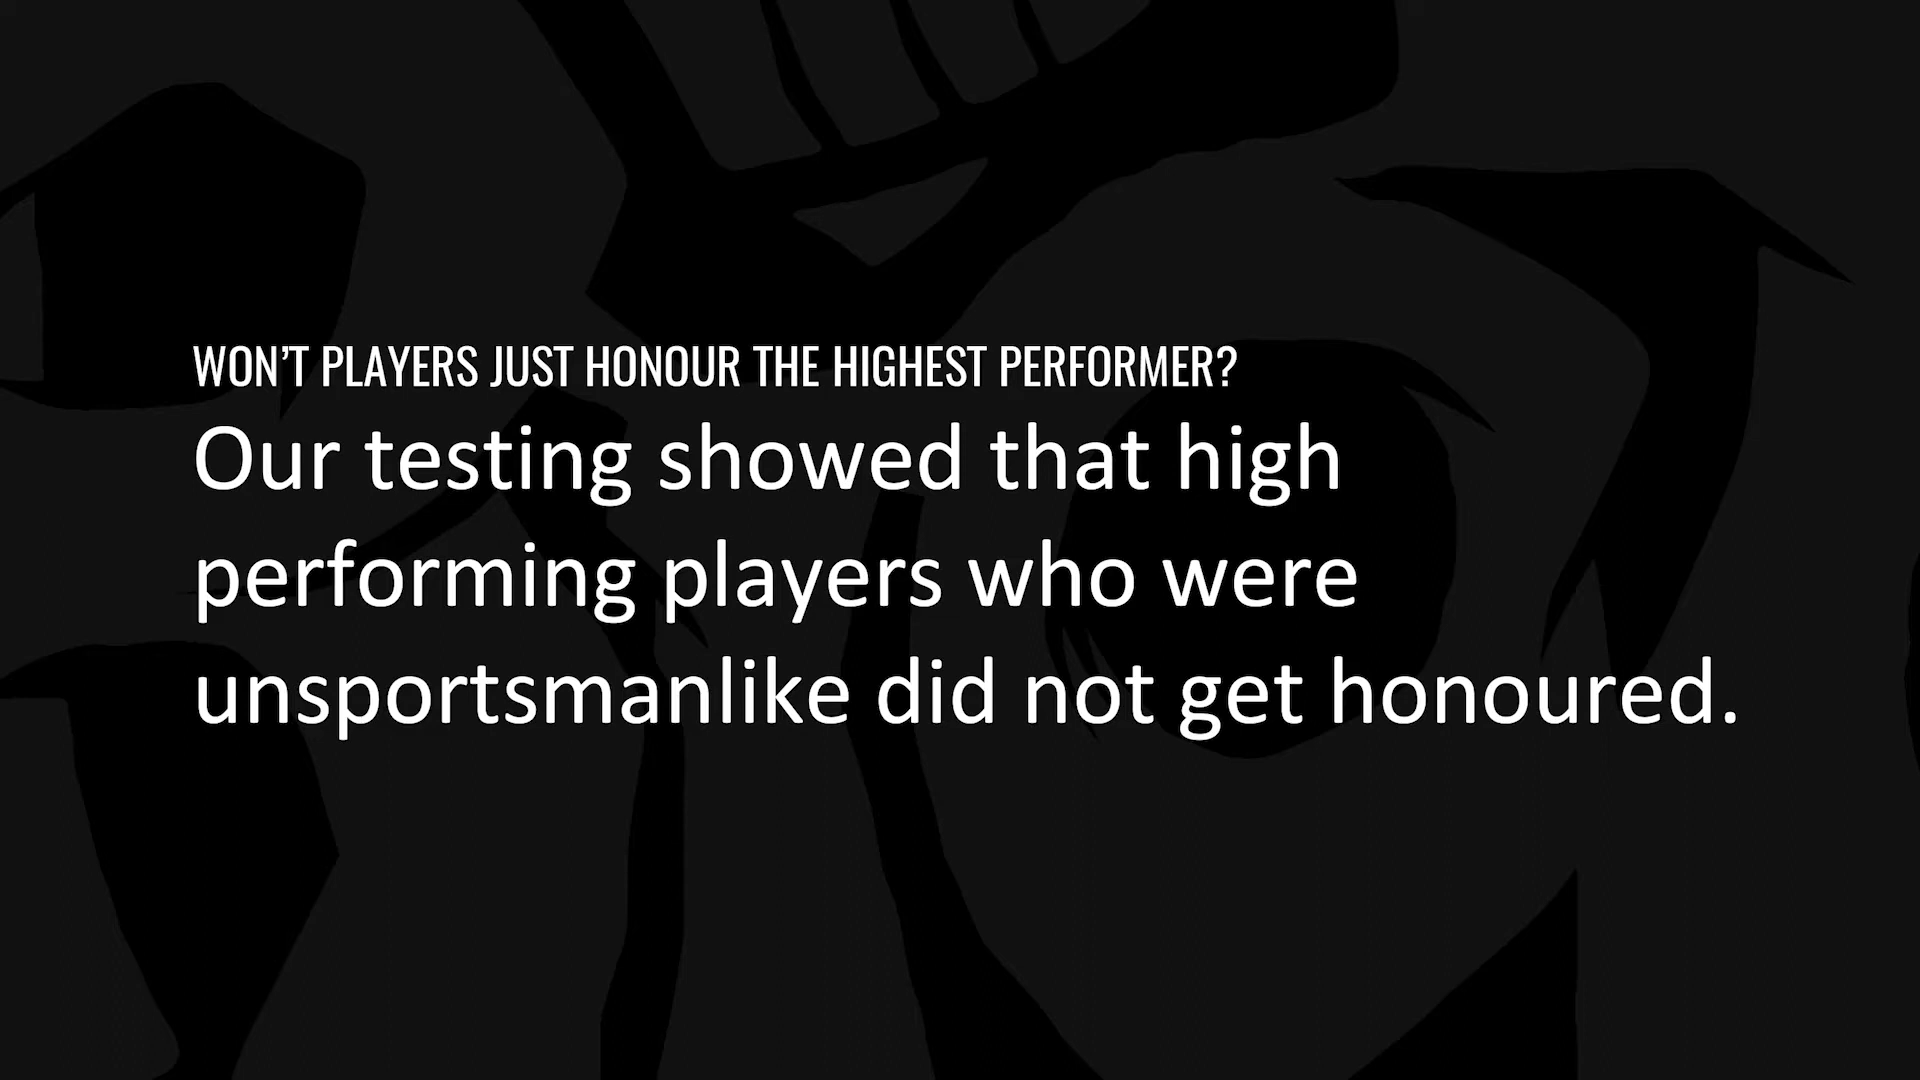 WON’T PLAYERS JUST HONOUR THE HIGHEST PERFORMER?
Our testing showed that high
performing players who were
unsportsmanlike did not get honoured.